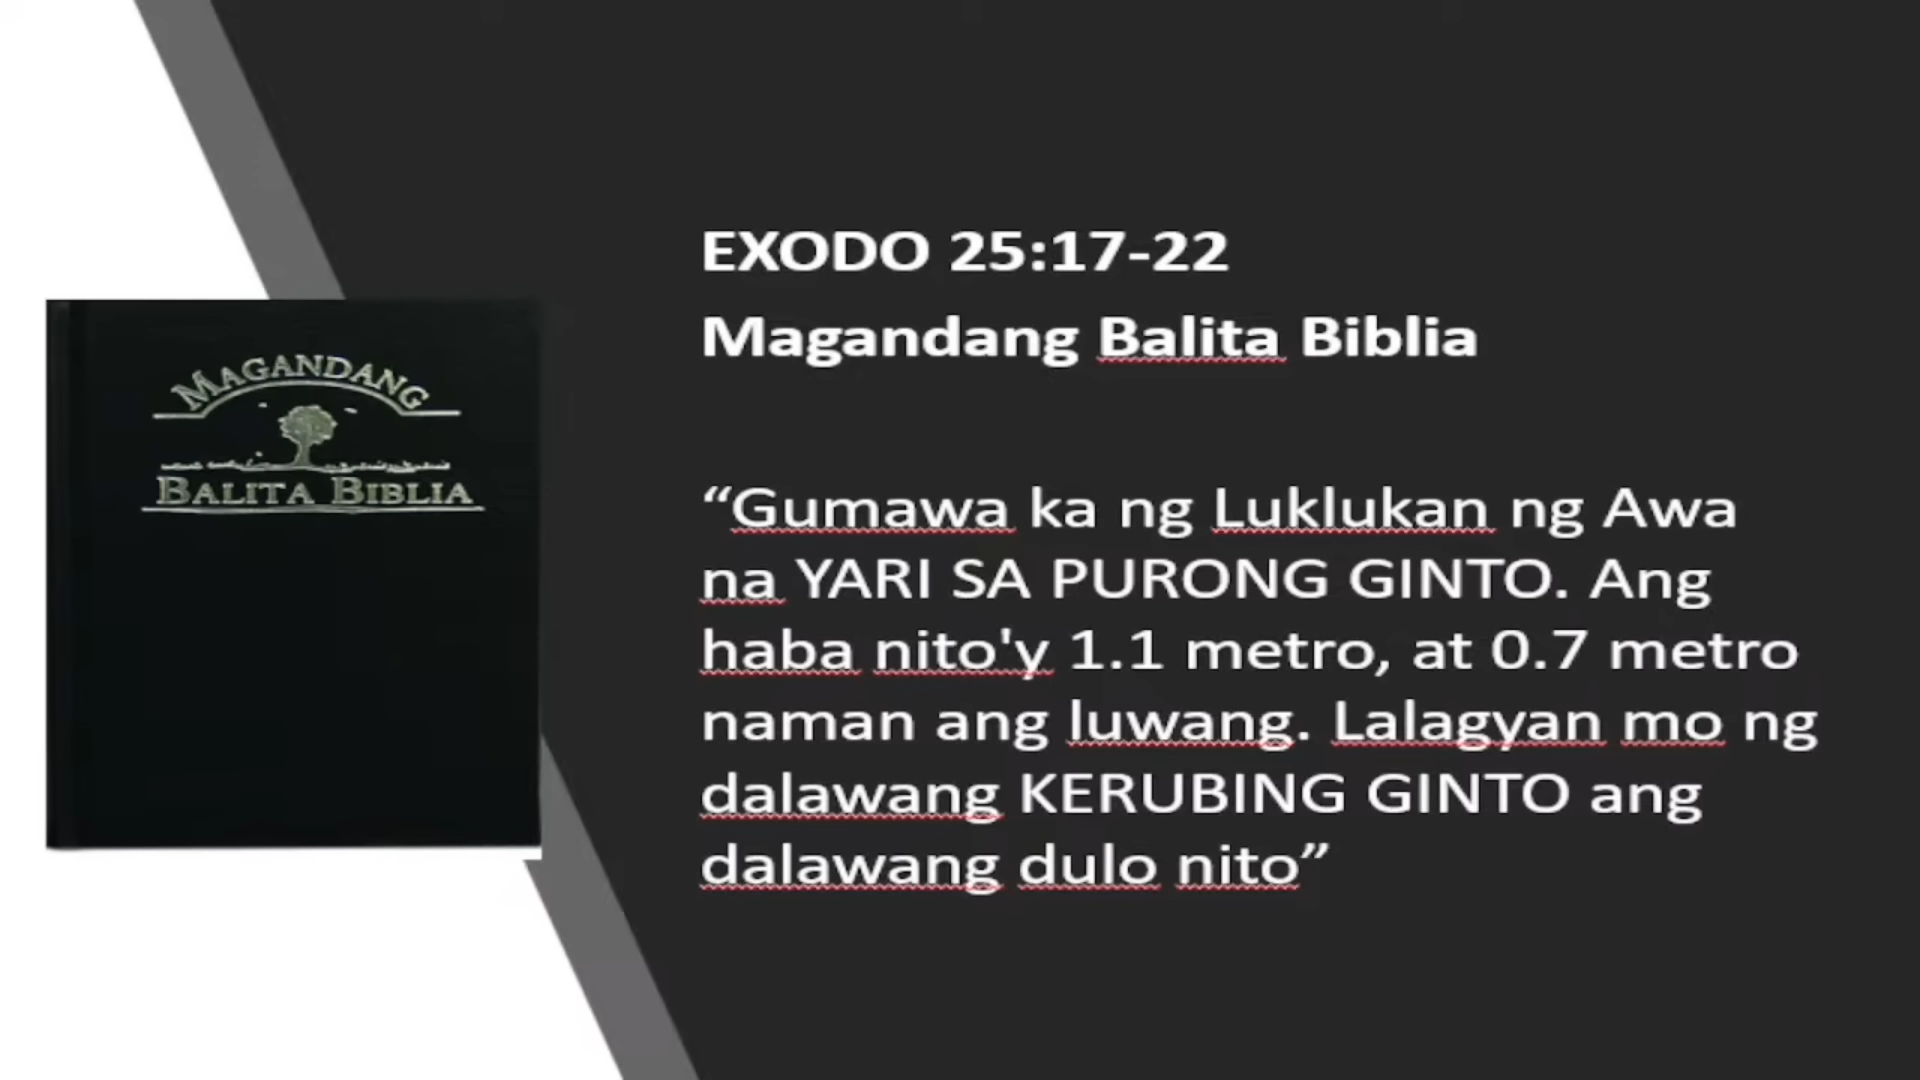 EXODO 25:17-22
Magandang Balita Biblia
MAGANDANG
BALITA BIBLIA
“Gumawa ka ng Luklukan ng Awa
na YARI SA PURONG GINTO. Ang
haba nito'y 1.1 metro, at 0.7 metro
naman ang luwang. Lalagyan mo ng
dalawang KERUBING GINTO ang
dalawang dulo nito”